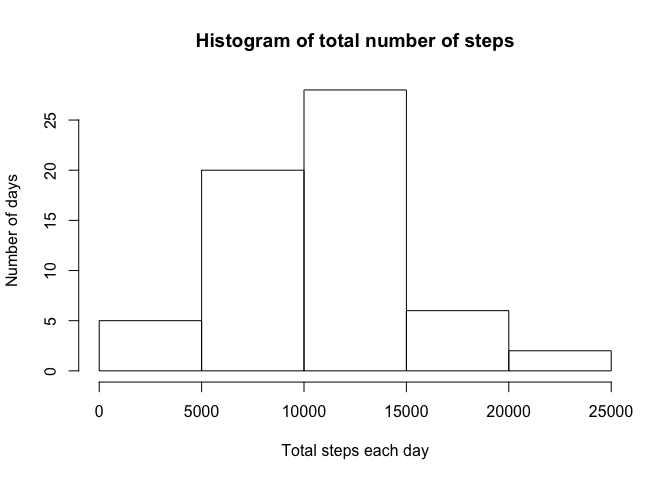 Histogram of total number of steps
Number of days
25
20
15
10
5
0
0 5000 10000 15000 20000 25000
Total steps each day